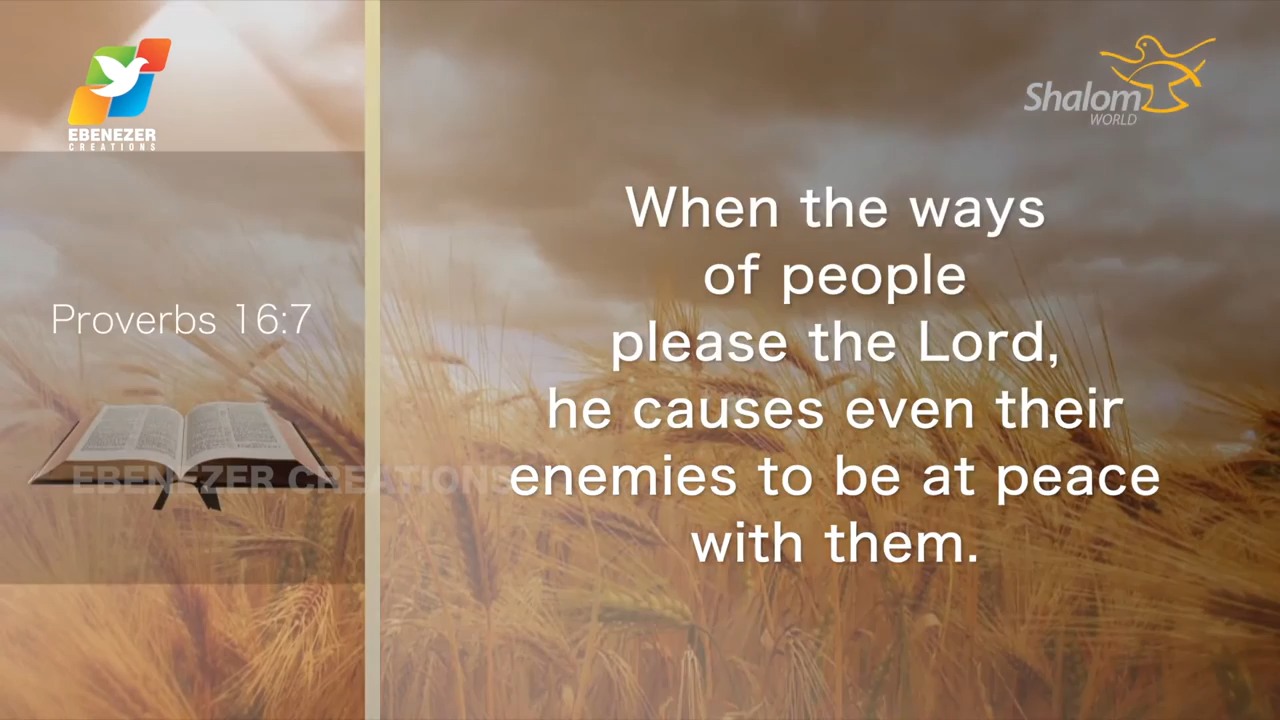 EBENEZER
CREATIONS
Shalom
WORLD
Proverbs 16:7
When the ways
of people
please the Lord,
he causes even their
enemies to be at peace
with them.
EBENEZER CREATIONS